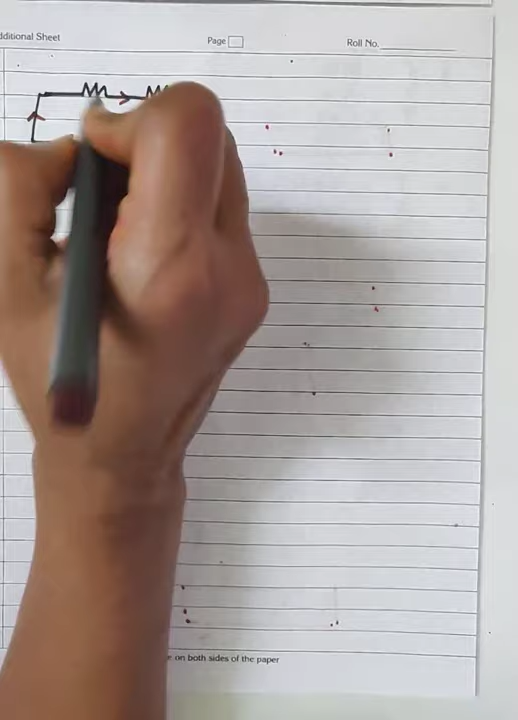 dditional Sheet
Page
Roll No.
on both sides of the paper